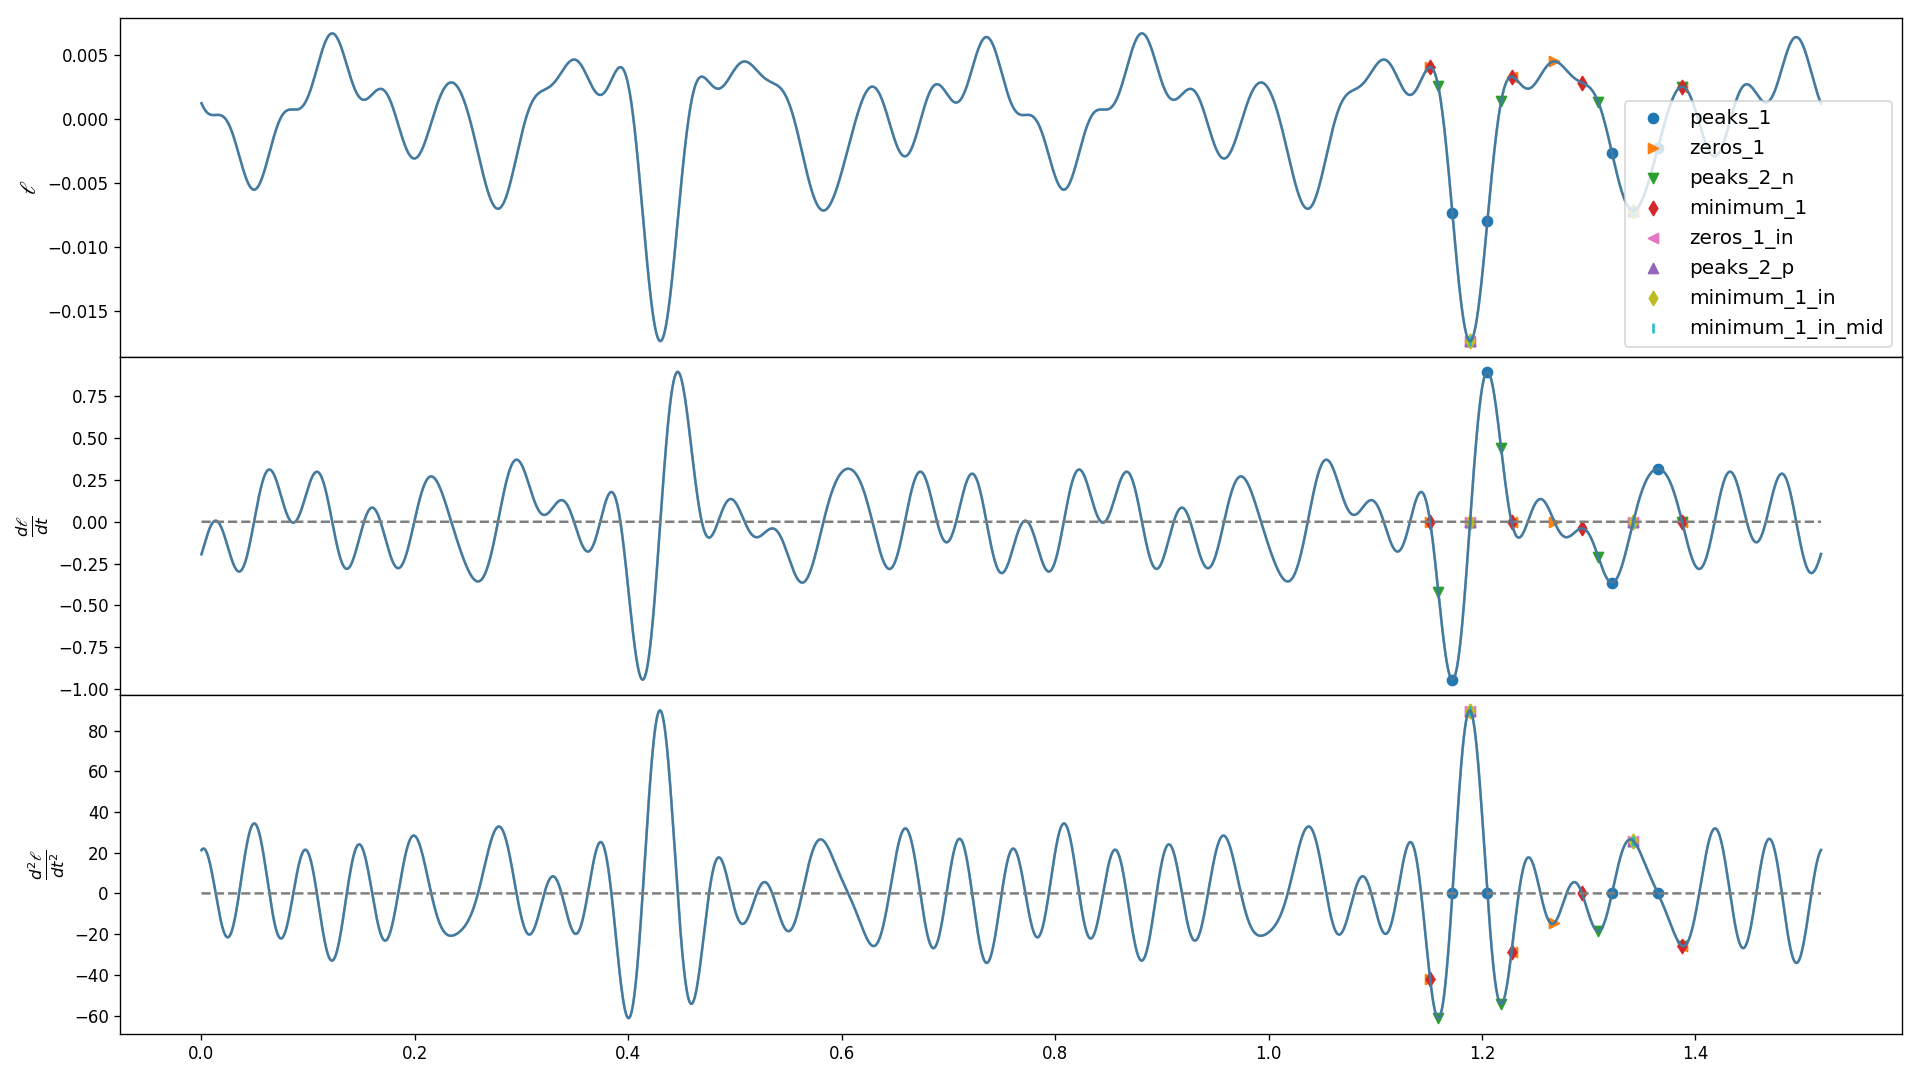 0.005
0.000
−0.005
−0.010
−0.015
ℓ
peaks_1
zeros_1
peaks_2_n
minimum_1
zeros_1_in
peaks_2_p
minimum_1_in
minimum_1_in_mid
0.75
0.50
0.25
0.00
−0.25
−0.50
−0.75
−1.00
dℓ/dt
80
60
40
20
0
−20
−40
−60
d²ℓ/dt²
0.0 0.2 0.4 0.6 0.8 1.0 1.2 1.4